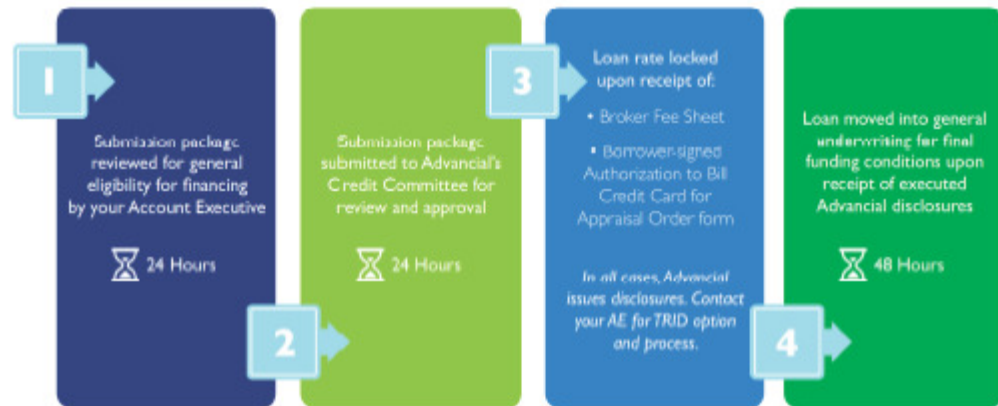 1
Submission package
reviewed for general
eligibility for financing
by your Account Executive
24 Hours
2
Submission package
submitted to Advancial's
Credit Committee for
review and approval
24 Hours
3
Loan rate locked
upon receipt of:
• Broker Fee Sheet
• Borrower-signed
Authorization to Bill
Credit Card for
Appraisal Order form
In all cases, Advancial
issues disclosures. Contact
your AE for TRID option
and process.
4
Loan moved into general
underwrising for final
funding conditions upon
receipt of executed
Advancial disclosures
48 Hours